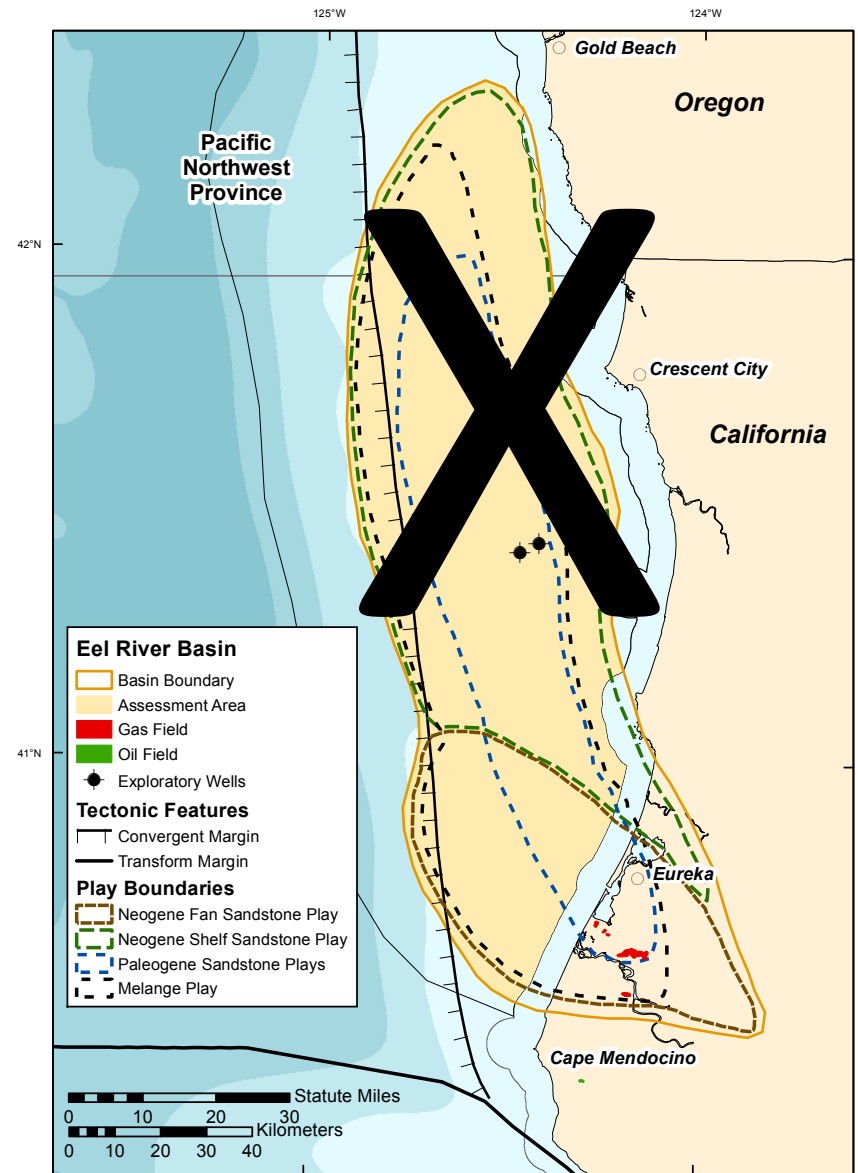 125°W
124°W
Gold Beach
Oregon
Pacific
Northwest
Province
42°N
Crescent City
California
Eel River Basin
Basin Boundary
Assessment Area
Gas Field
Oil Field
Exploratory Wells
Tectonic Features
Convergent Margin
Transform Margin
Play Boundaries
Neogene Fan Sandstone Play
Neogene Shelf Sandstone Play
Paleogene Sandstone Plays
Melange Play
41°N
Eureka
Cape Mendocino
Statute Miles
0 10 20 30
Kilometers
0 10 20 30 40